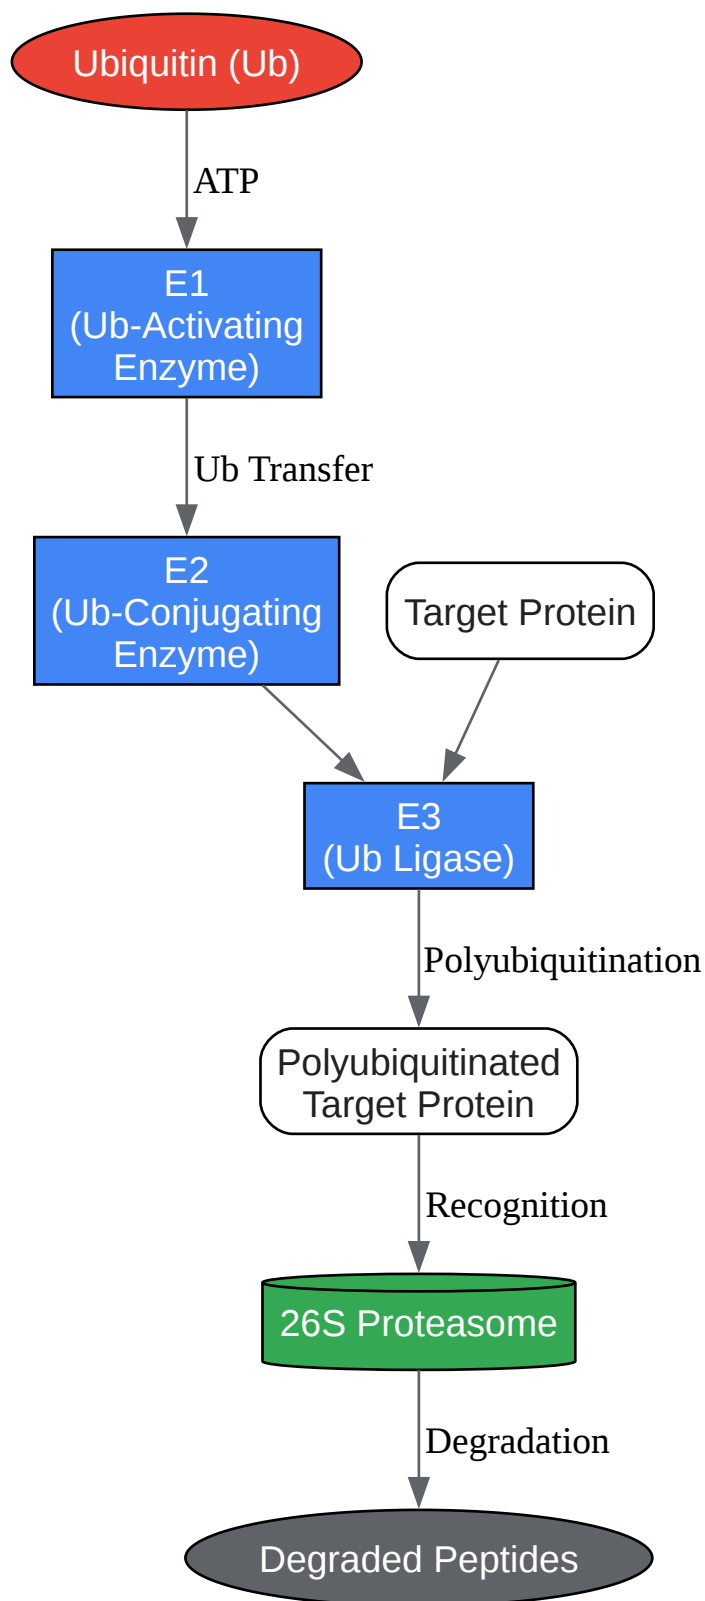 Ubiquitin (Ub)
ATP
E1
(Ub-Activating
Enzyme)
Ub Transfer
E2
(Ub-Conjugating
Enzyme)
Target Protein
E3
(Ub Ligase)
Polyubiquitination
Polyubiquitinated
Target Protein
Recognition
26S Proteasome
Degradation
Degraded Peptides